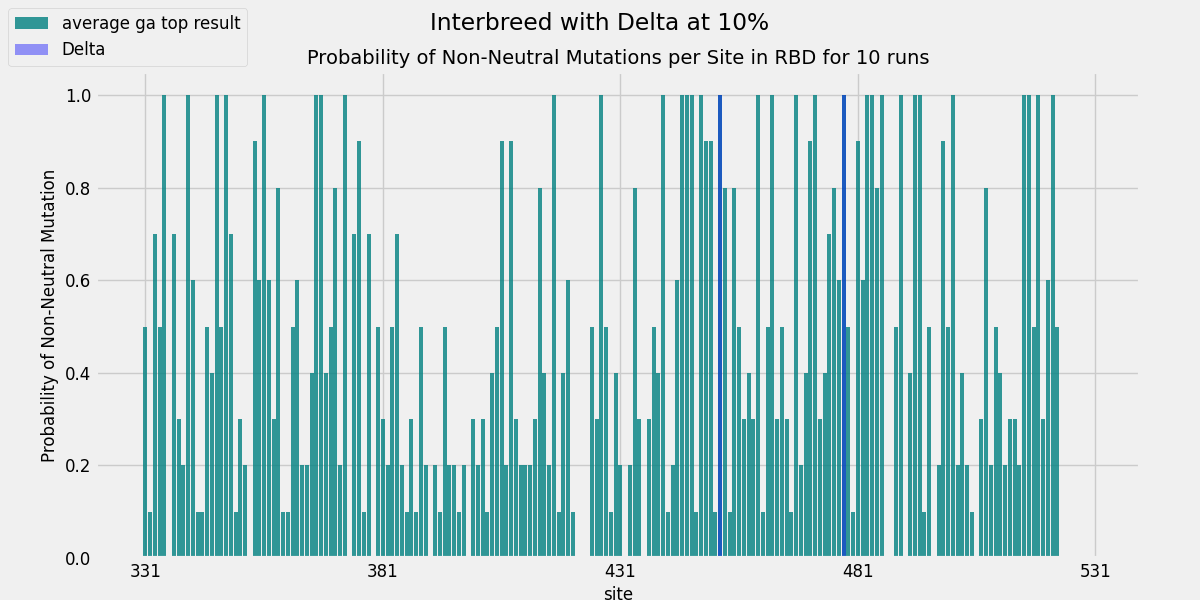 Interbreed with Delta at 10%
average ga top result
Delta
Probability of Non-Neutral Mutations per Site in RBD for 10 runs
Probability of Non-Neutral Mutation
1.0
0.8
0.6
0.4
0.2
0.0
331 381 431 481 531
site